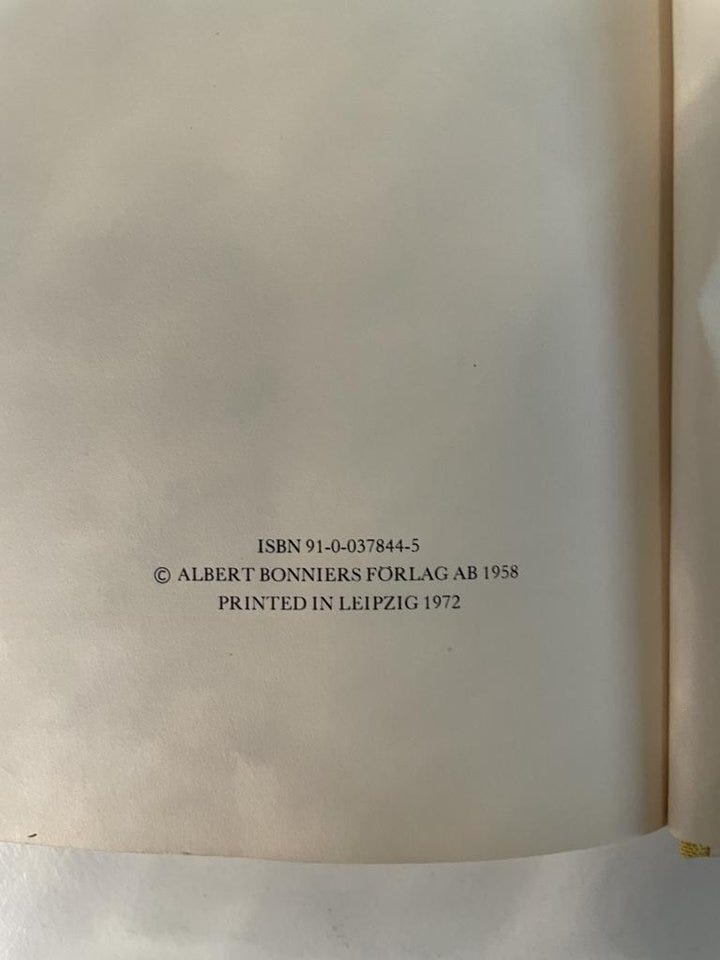 ISBN 91-0-037844-5
© ALBERT BONNIERS FÖRLAG AB 1958
PRINTED IN LEIPZIG 1972